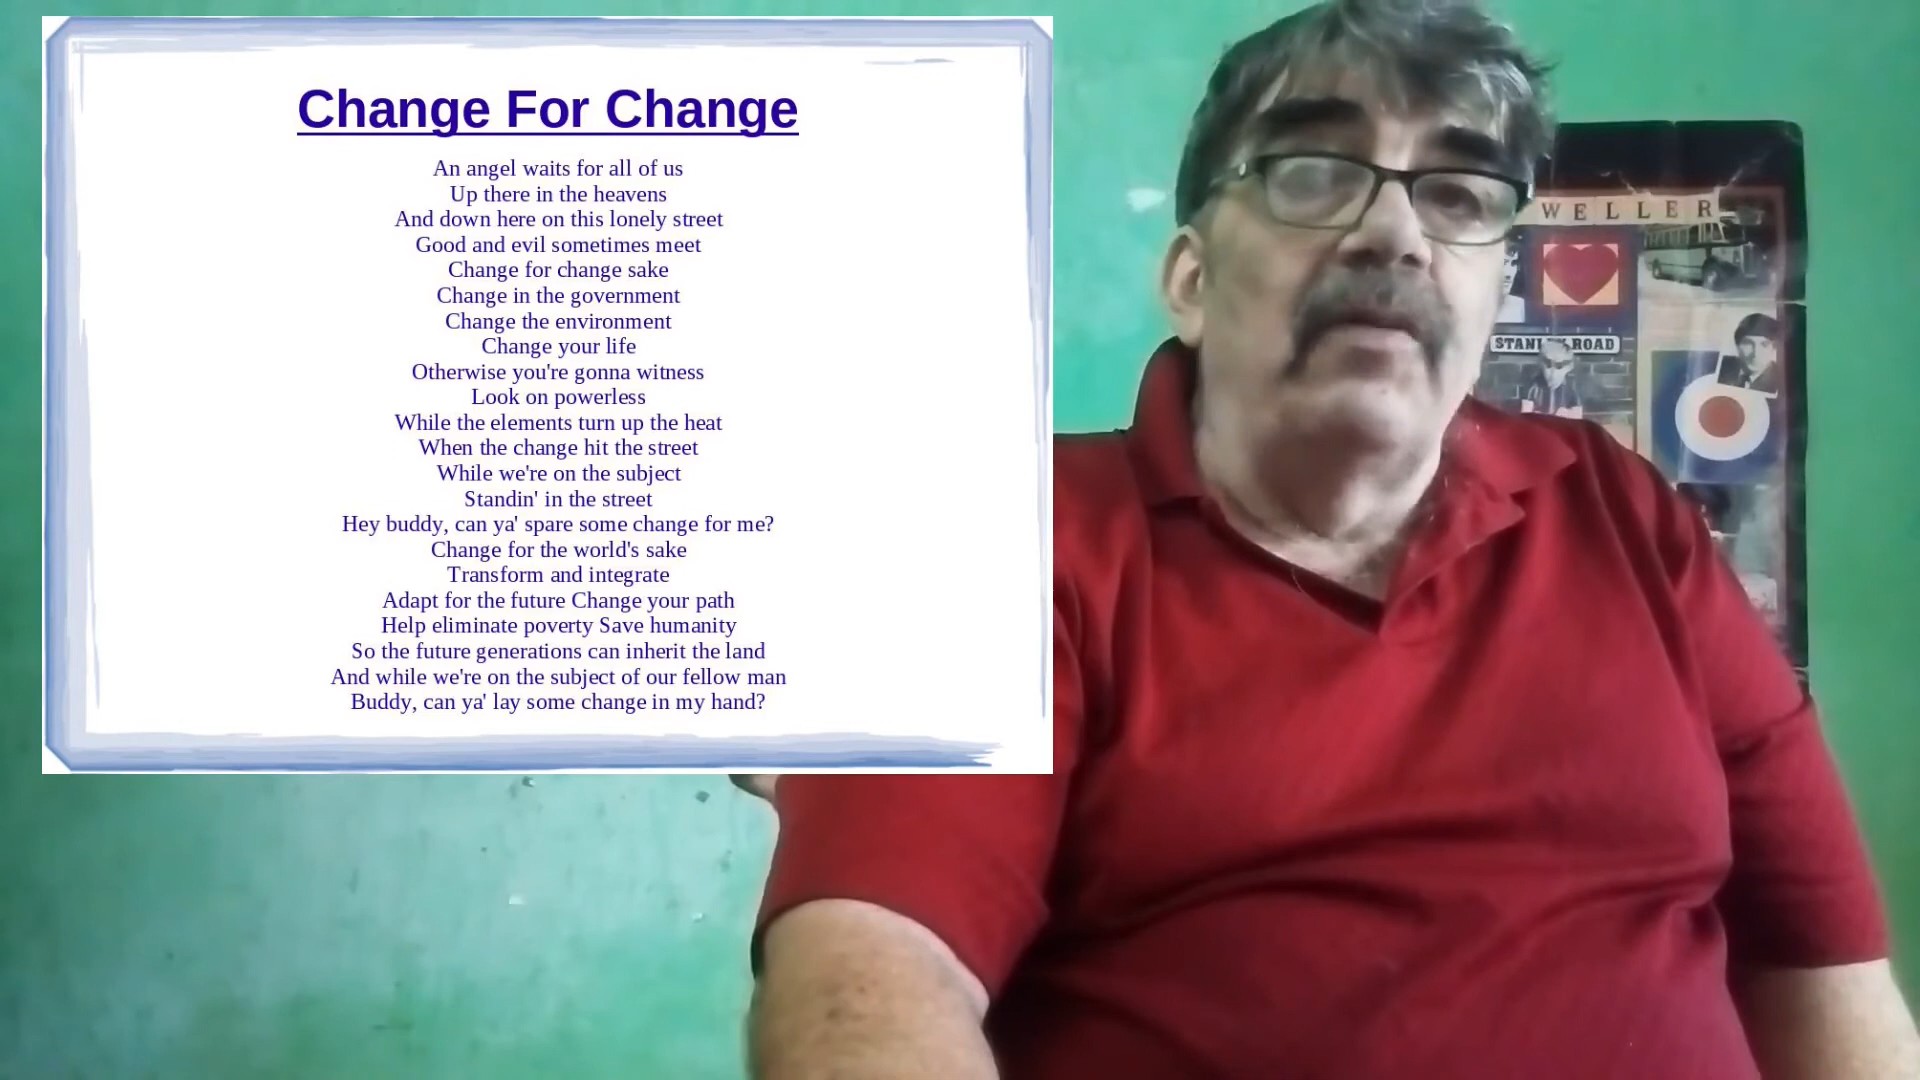 Change For Change
An angel waits for all of us
Up there in the heavens
And down here on this lonely street
Good and evil sometimes meet
Change for change sake
Change in the government
Change the environment
Change your life
Otherwise you're gonna witness
Look on powerless
While the elements turn up the heat
When the change hit the street
While we're on the subject
Standin' in the street
Hey buddy, can ya' spare some change for me?
Change for the world's sake
Transform and integrate
Adapt for the future Change your path
Help eliminate poverty Save humanity
So the future generations can inherit the land
And while we're on the subject of our fellow man
Buddy, can ya' lay some change in my hand?
WELLER
STANLEY ROAD